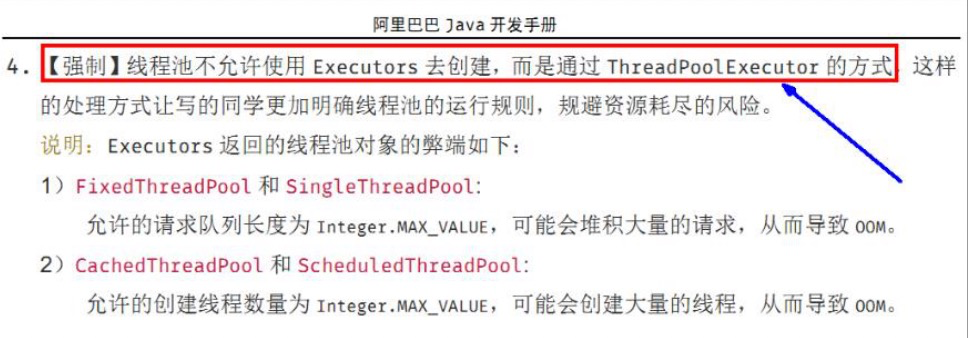 阿里巴巴 Java 开发手册
4. 【强制】线程池不允许使用 Executors 去创建，而是通过 ThreadPoolExecutor 的方式，这样
的处理方式让写的同学更加明确线程池的运行规则，规避资源耗尽的风险。
说明：Executors 返回的线程池对象的弊端如下：
1）FixedThreadPool 和 SingleThreadPool:
允许的请求队列长度为 Integer.MAX_VALUE，可能会堆积大量的请求，从而导致 OOM。
2）CachedThreadPool 和 ScheduledThreadPool:
允许的创建线程数量为 Integer.MAX_VALUE，可能会创建大量的线程，从而导致 OOM。